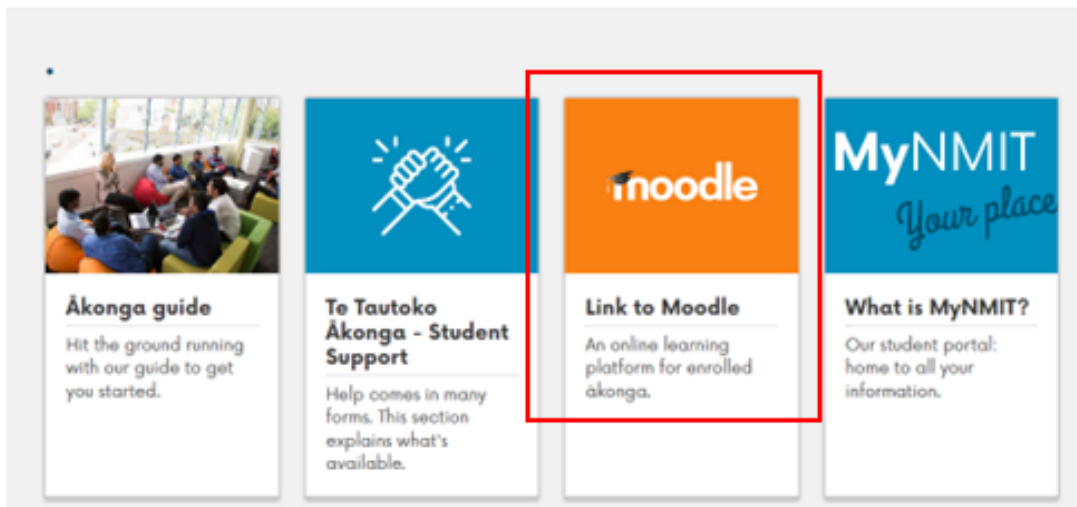 Ākonga guide
Hit the ground running
with our guide to get
you started.
Te Tautoko
Ākonga - Student
Support
Help comes in many
forms. This section
explains what's
available.
moodle
Link to Moodle
An online learning
platform for enrolled
ākonga.
MyNMIT
Your place
What is MyNMIT?
Our student portal:
home to all your
information.